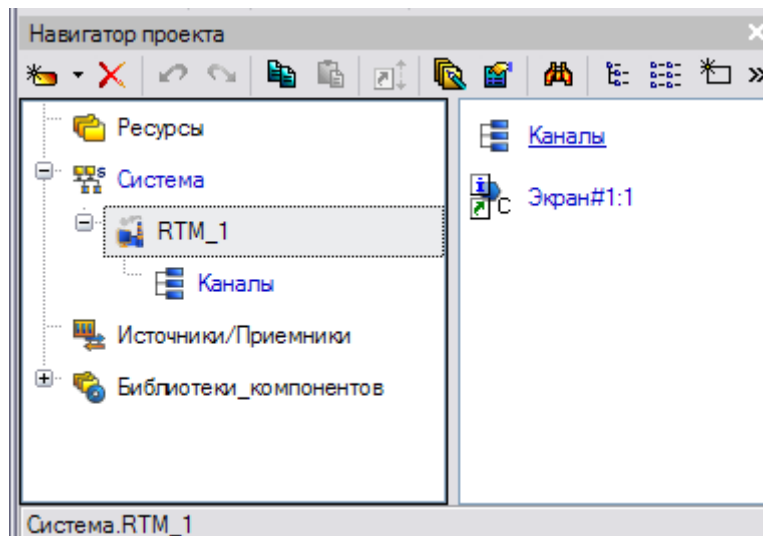 Навигатор проекта
Ресурсы
Система
RTM_1
Каналы
Источники/Приемники
Библиотеки_компонентов
Каналы
Экран#1:1
Система.RTM_1